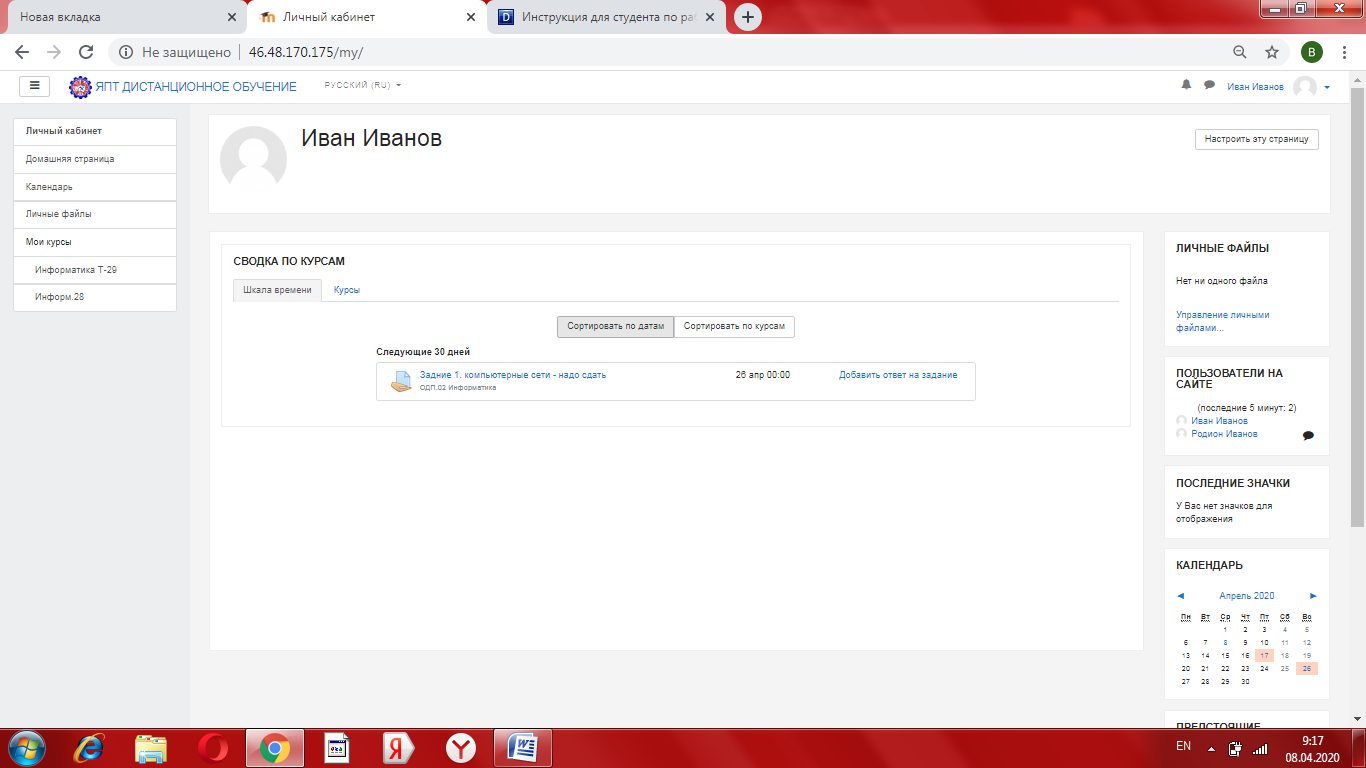 Новая вкладка
Личный кабинет
Инструкция для студента по раб
Не защищено
46.48.170.175/my/
В
ЯПТ ДИСТАНЦИОННОЕ ОБУЧЕНИЕ
РУССКИЙ (RU)
Иван Иванов
Личный кабинет
Домашняя страница
Календарь
Личные файлы
Мои курсы
Информатика Т-29
Информ.28
Иван Иванов
Настроить эту страницу
СВОДКА ПО КУРСАМ
Шкала времени
Курсы
Сортировать по датам
Сортировать по курсам
Следующие 30 дней
Задние 1. компьютерные сети - надо сдать
26 апр 00:00
Добавить ответ на задание
ОДП.02 Информатика
ЛИЧНЫЕ ФАЙЛЫ
Нет ни одного файла
Управление личными
файлами...
ПОЛЬЗОВАТЕЛИ НА
САЙТЕ
(последние 5 минут: 2)
Иван Иванов
Родион Иванов
ПОСЛЕДНИЕ ЗНАЧКИ
У Вас нет значков для
отображения
КАЛЕНДАРЬ
◄ Апрель 2020 ►
Пн Вт Ср Чт Пт Сб Во
1 2 3 4 5
6 7 8 9 10 11 12
13 14 15 16 17 18 19
20 21 22 23 24 25 26
27 28 29 30
ПРЕДСТОЯЩИЕ
EN
9:17
08.04.2020